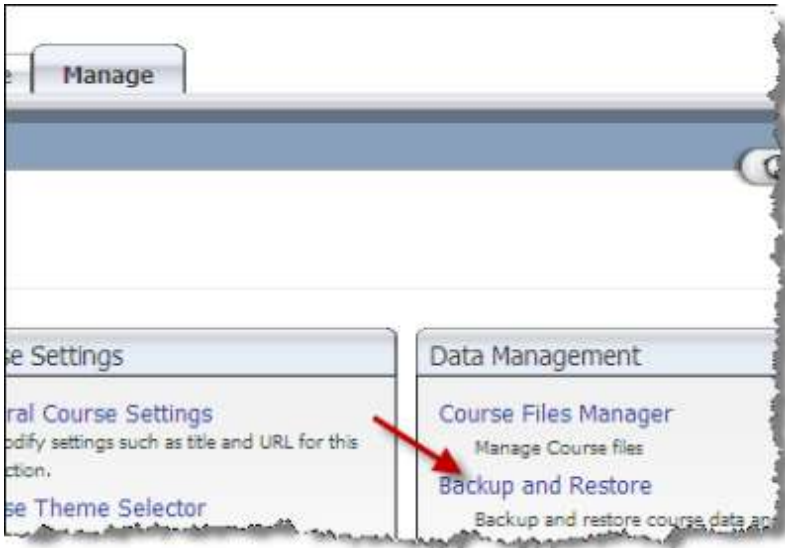 Manage
se Settings
ral Course Settings
odify settings such as title and URL for this
ction.
se Theme Selector
Data Management
Course Files Manager
Manage Course files
Backup and Restore
Backup and restore course data an